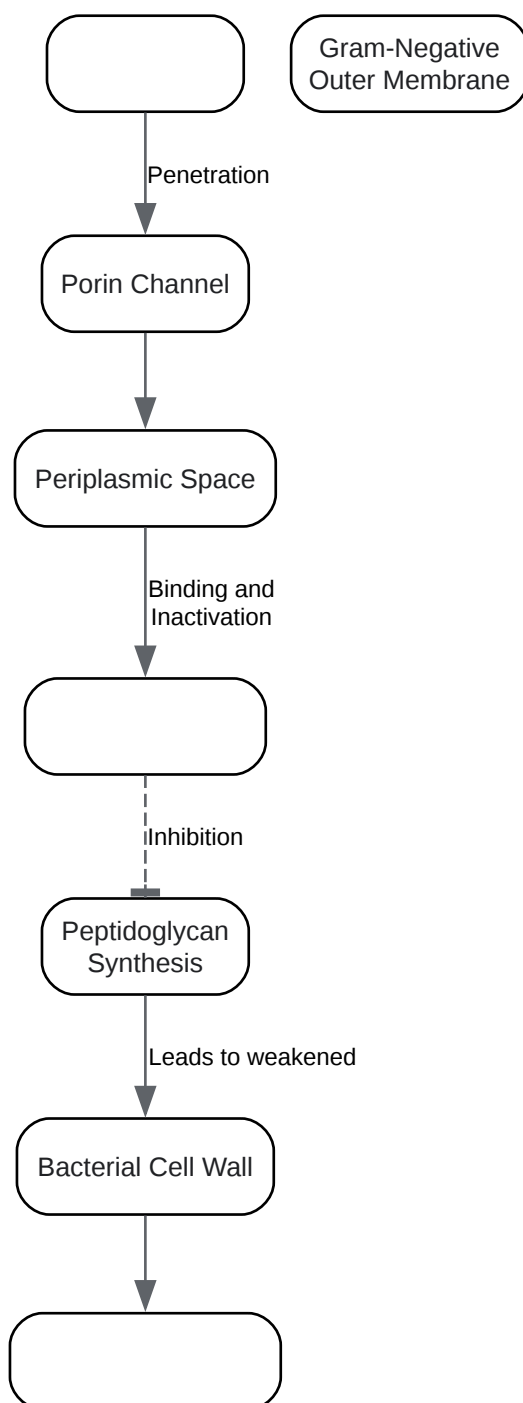 Gram-Negative
Outer Membrane
Penetration
Porin Channel
Periplasmic Space
Binding and
Inactivation
Inhibition
Peptidoglycan
Synthesis
Leads to weakened
Bacterial Cell Wall